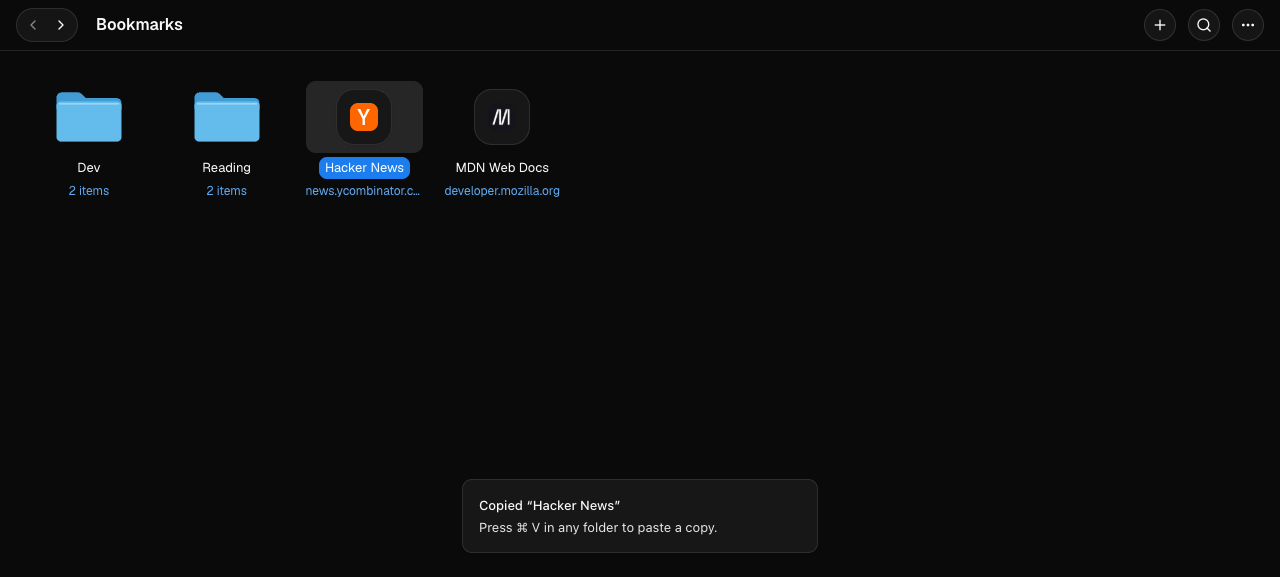 Bookmarks
Dev
2 items
Reading
2 items
Y
Hacker News
news.ycombinator.c...
M
MDN Web Docs
developer.mozilla.org
Copied “Hacker News”
Press ⌘ V in any folder to paste a copy.